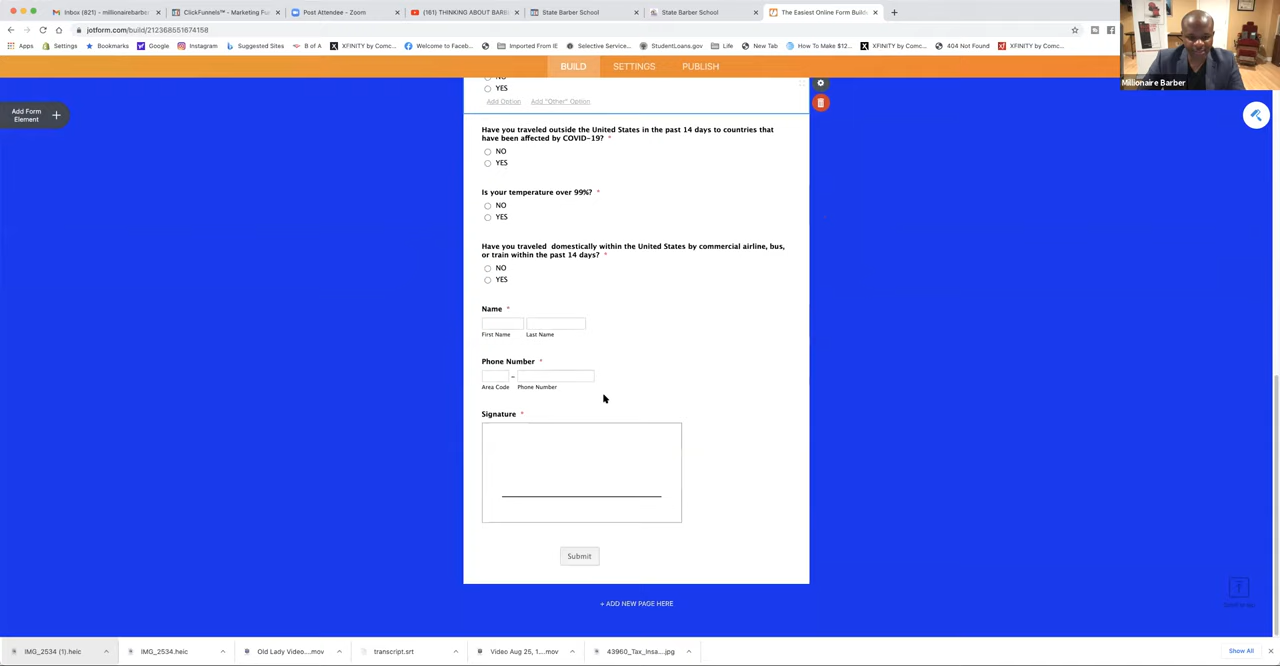 Inbox (821) - millionairebarbe
ClickFunnels™ - Marketing Fun
Post Attendee - Zoom
(161) THINKING ABOUT BARB
State Barber School
State Barber School
The Easiest Online Form Build
jotform.com/build/212368551674158
Apps
Settings
Bookmarks
Google
Instagram
Suggested Sites
B of A
XFINITY by Comc...
Welcome to Faceb...
Imported From IE
Selective Service...
StudentLoans.gov
Life
New Tab
How To Make $12...
XFINITY by Comc...
404 Not Found
XFINITY by Comc...
BUILD
SETTINGS
PUBLISH
Millionaire Barber
Add Form
Element
NO
YES
Add Option
Add "Other" Option
Have you traveled outside the United States in the past 14 days to countries that
have been affected by COVID-19? *
NO
YES
Is your temperature over 99%? *
NO
YES
Have you traveled domestically within the United States by commercial airline, bus,
or train within the past 14 days? *
NO
YES
Name *
First Name
Last Name
Phone Number *
-
Area Code
Phone Number
Signature *
Submit
+ ADD NEW PAGE HERE
IMG_2534 (1).heic
IMG_2534.heic
Old Lady Video....mov
transcript.srt
Video Aug 25, 1....mov
43960_Tax_Insa....jpg
Show All